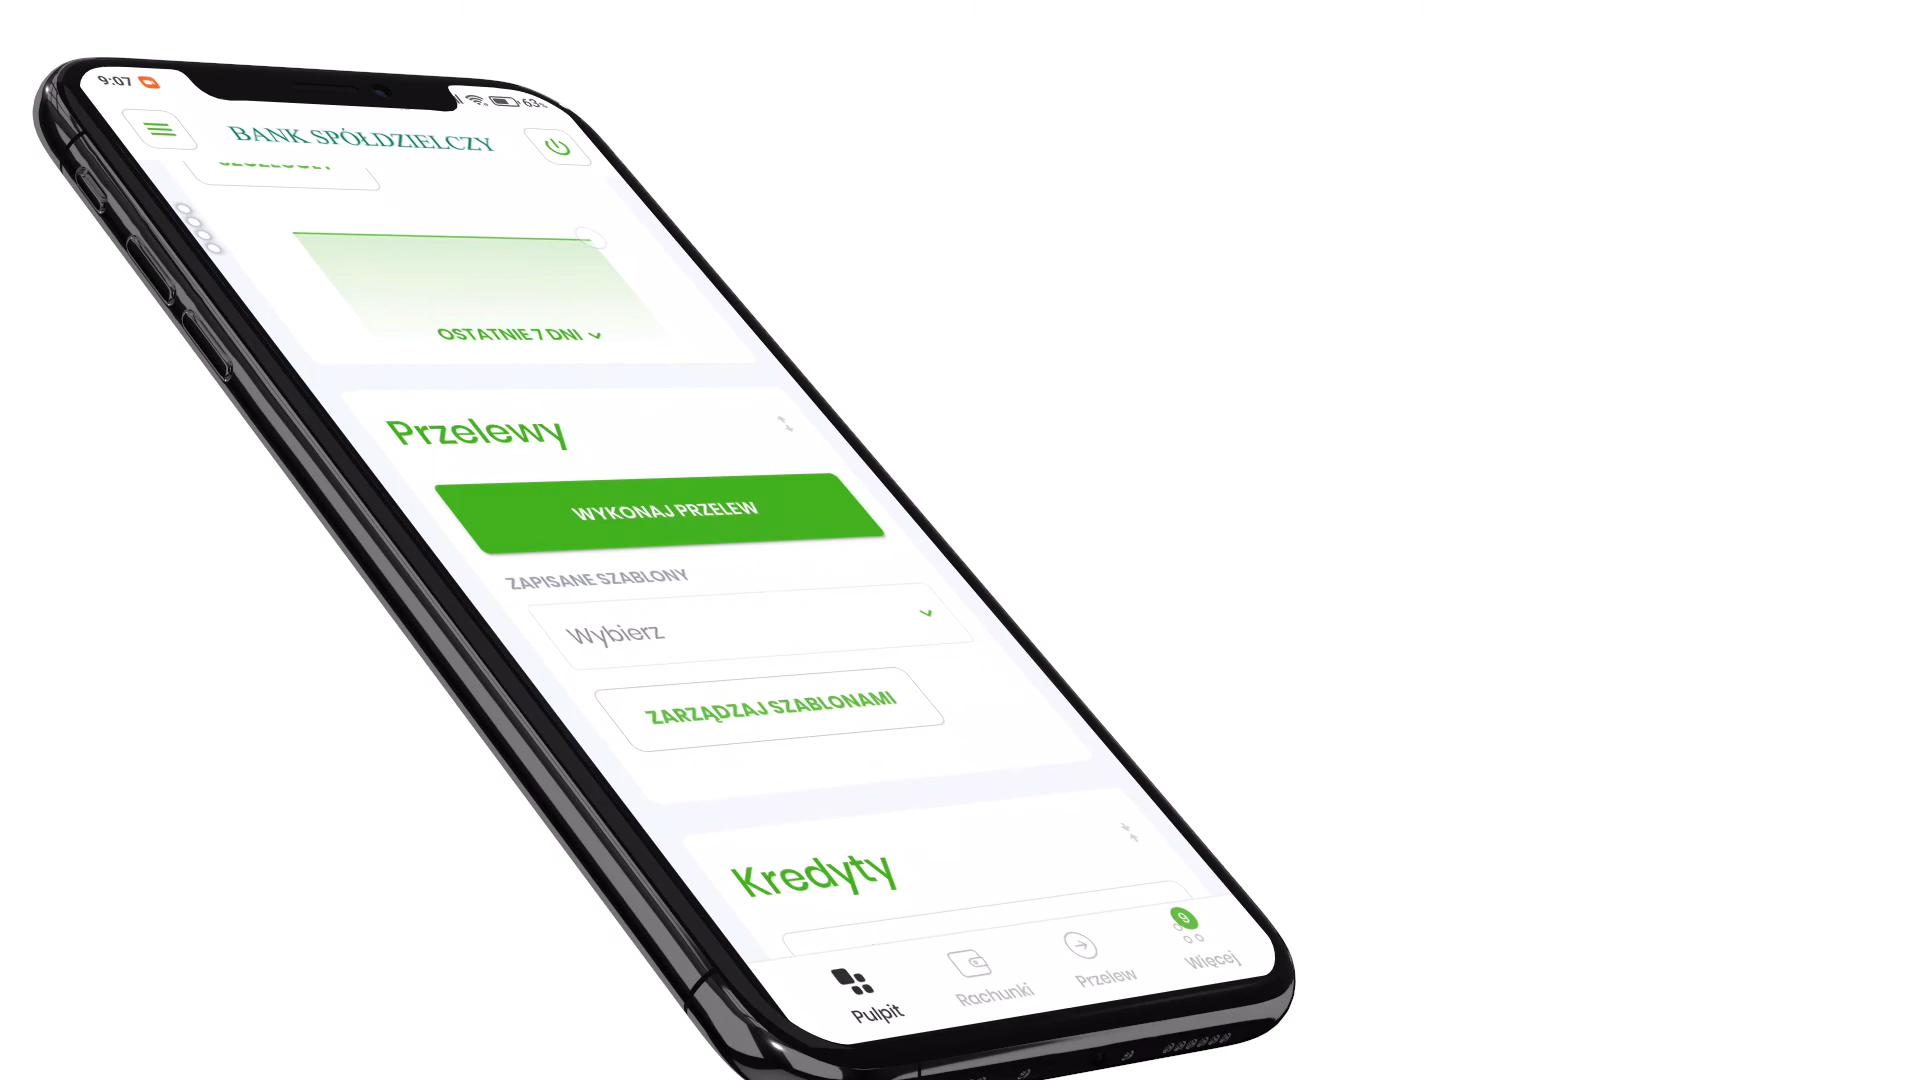 9:07
63
BANK SPÓŁDZIELCZY
OSTATNIE 7 DNI
Przelewy
WYKONAJ PRZELEW
ZAPISANE SZABLONY
Wybierz
ZARZĄDZAJ SZABLONAMI
Kredyty
9
Pulpit
Rachunki
Przelew
Więcej